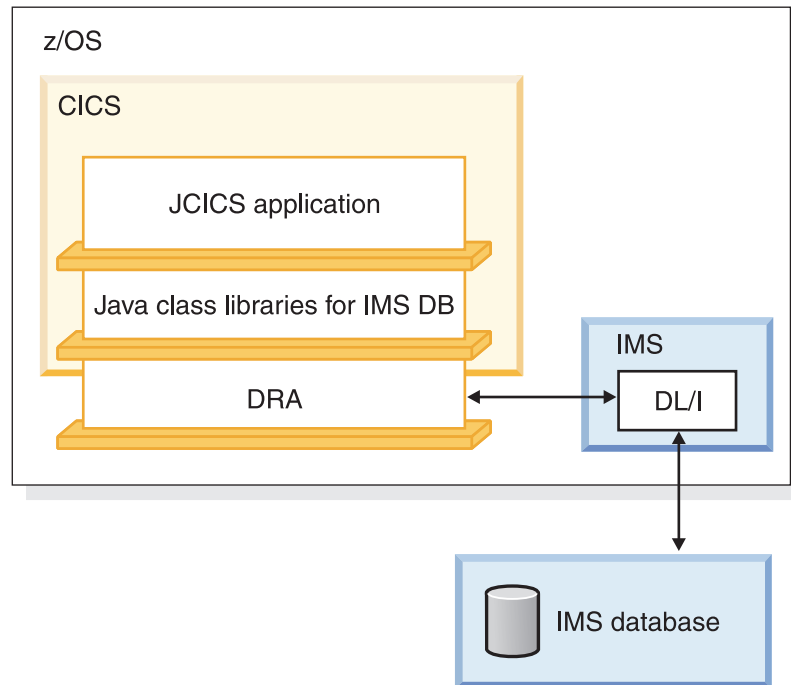 z/OS
CICS
JCICS application
Java class libraries for IMS DB
DRA
IMS
DL/I
IMS database